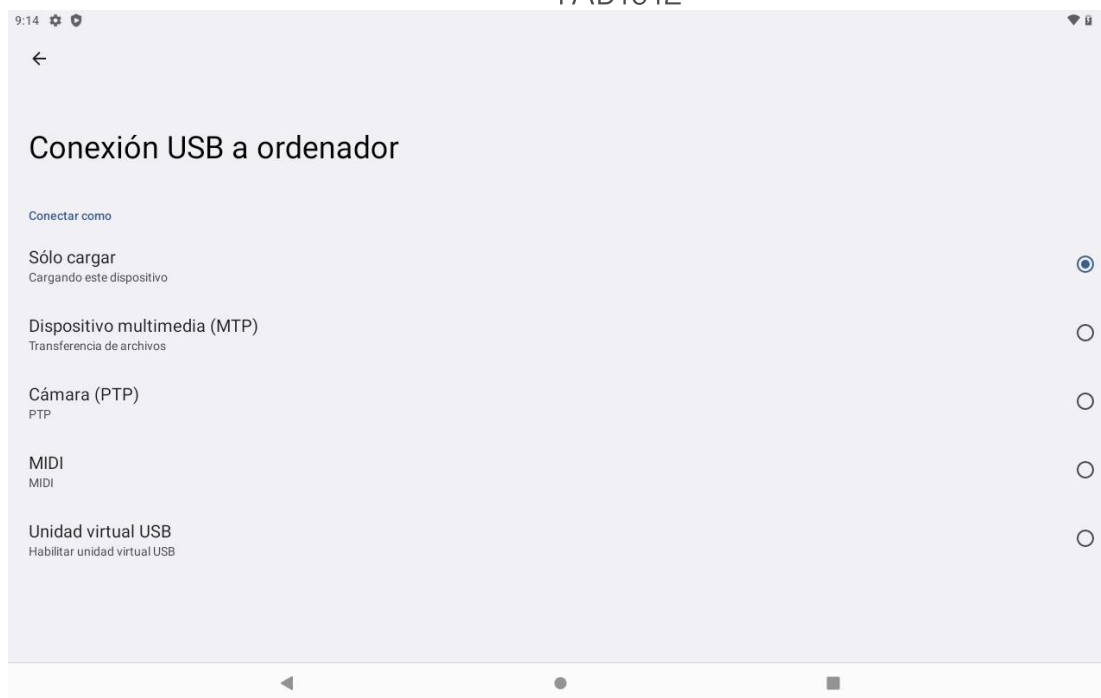 9:14
Conexión USB a ordenador
Conectar como
Sólo cargar
Cargando este dispositivo
Dispositivo multimedia (MTP)
Transferencia de archivos
Cámara (PTP)
PTP
MIDI
MIDI
Unidad virtual USB
Habilitar unidad virtual USB